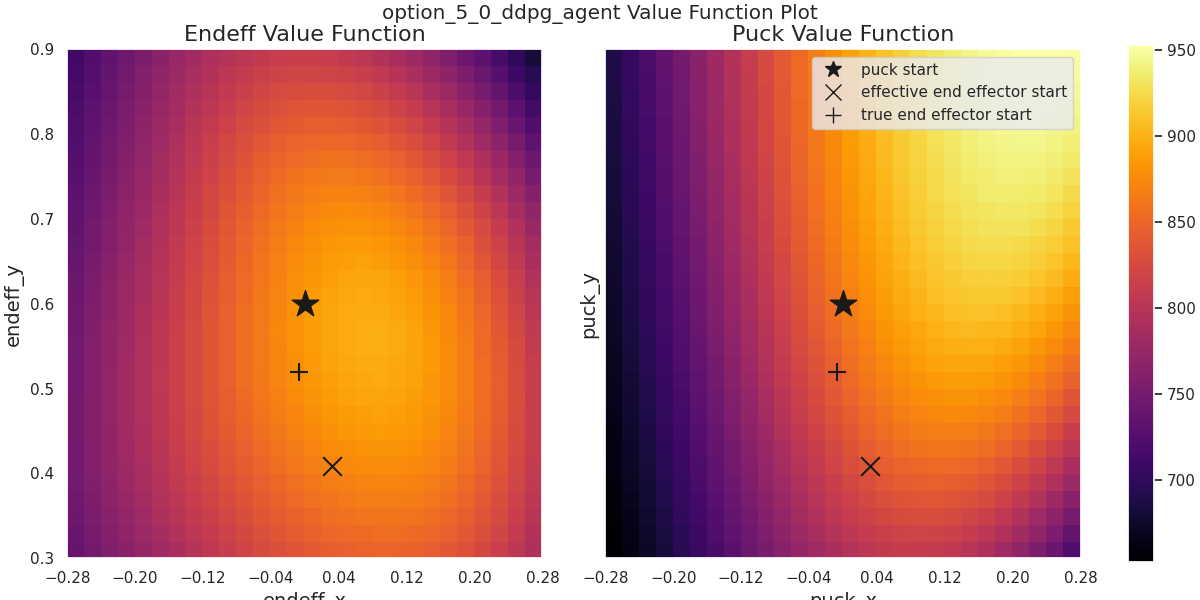 option_5_0_ddpg_agent Value Function Plot
Endeff Value Function
endeff_y
0.9
0.8
0.7
0.6
0.5
0.4
0.3
−0.28 −0.20 −0.12 −0.04 0.04 0.12 0.20 0.28
endeff_x
Puck Value Function
puck start
effective end effector start
true end effector start
puck_y
−0.28 −0.20 −0.12 −0.04 0.04 0.12 0.20 0.28
puck_x
950
900
850
800
750
700